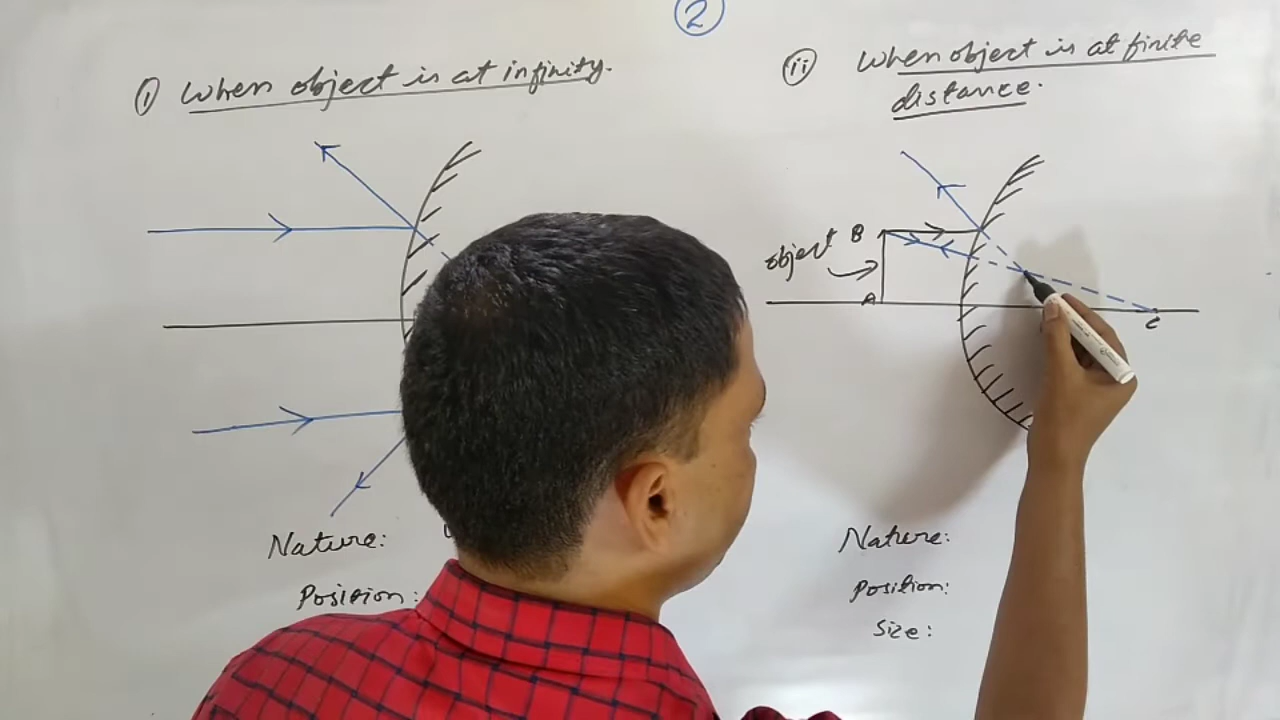 2
i) When object is at infinity.
Nature:
Position:
ii) When object is at finite
distance.
object B
A
C
Nature:
Position:
Size: